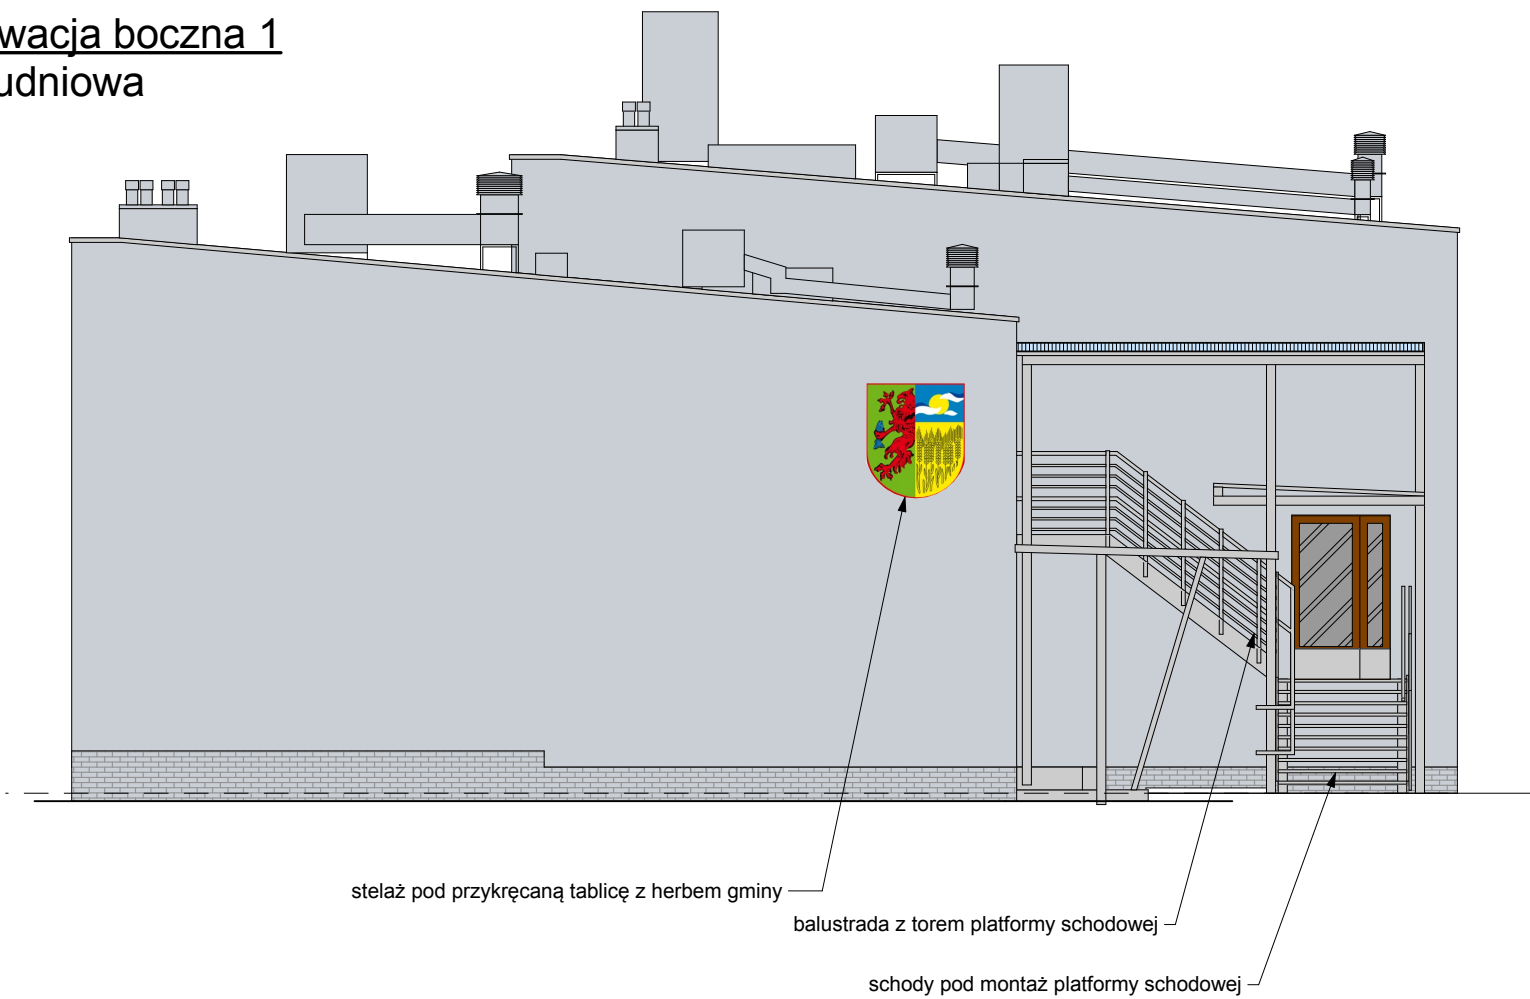 wacja boczna 1
udniowa
stelaż pod przykręcaną tablicę z herbem gminy
balustrada z torem platformy schodowej
schody pod montaż platformy schodowej